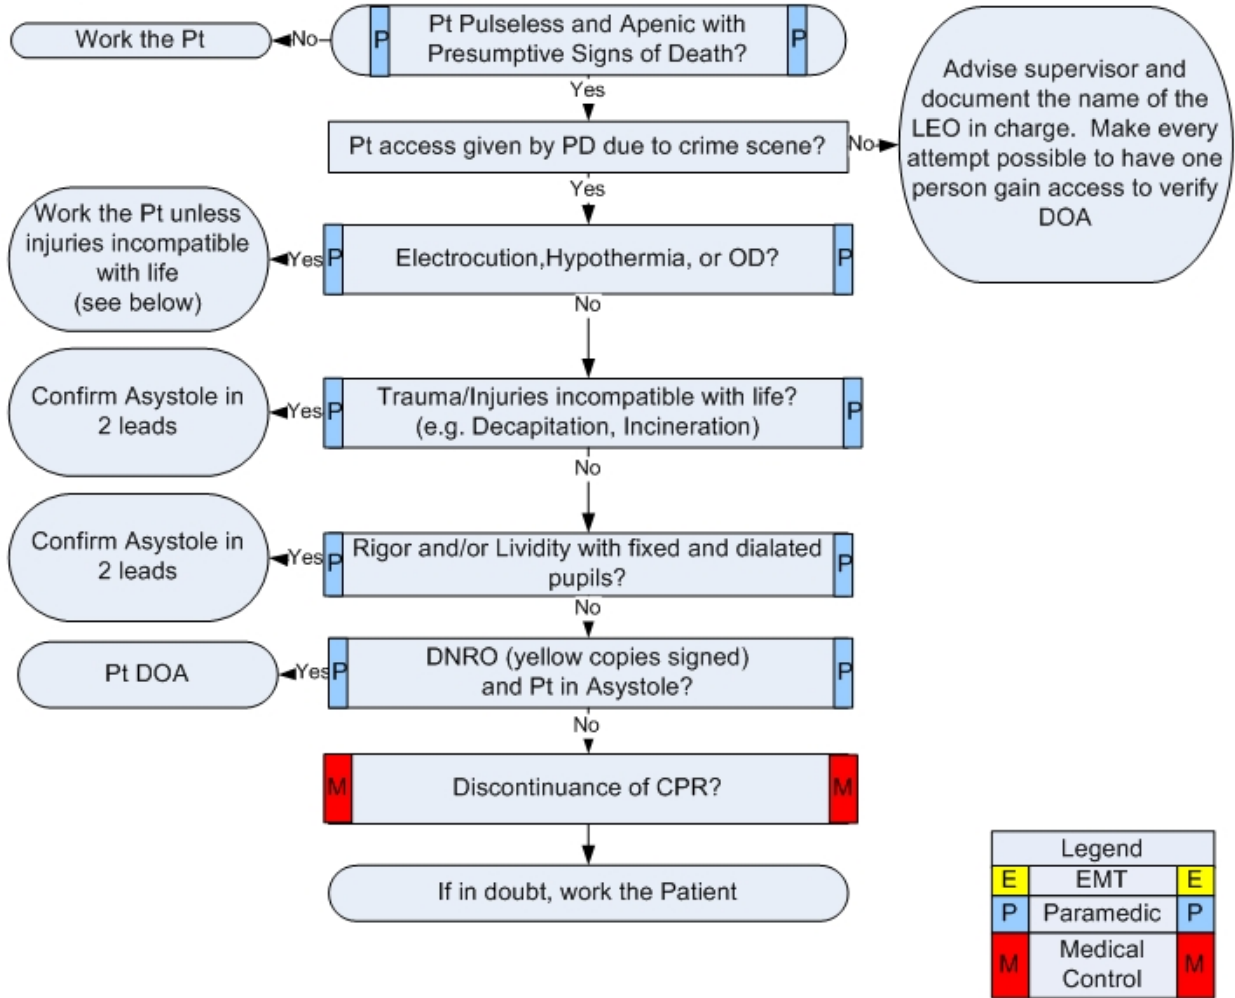 Pt Pulseless and Apenic with
Presumptive Signs of Death?
P
P
No
Work the Pt
Yes
Pt access given by PD due to crime scene?
No
Advise supervisor and
document the name of the
LEO in charge. Make every
attempt possible to have one
person gain access to verify
DOA
Yes
P
Electrocution,Hypothermia, or OD?
P
Yes
Work the Pt unless
injuries incompatible
with life
(see below)
No
P
Trauma/Injuries incompatible with life?
(e.g. Decapitation, Incineration)
P
Yes
Confirm Asystole in
2 leads
No
P
Rigor and/or Lividity with fixed and dialated
pupils?
P
Yes
Confirm Asystole in
2 leads
No
P
DNRO (yellow copies signed)
and Pt in Asystole?
P
Yes
Pt DOA
No
M
Discontinuance of CPR?
M
If in doubt, work the Patient
Legend
E EMT E
P Paramedic P
M Medical
Control M